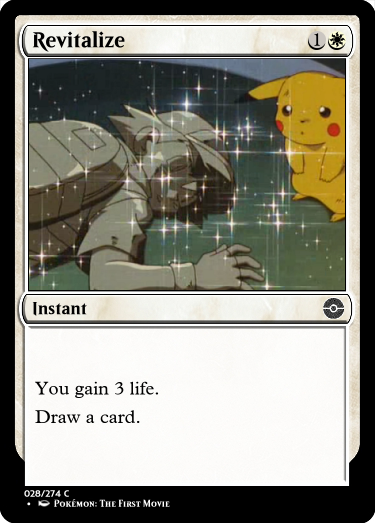 Revitalize 1
Instant
You gain 3 life.
Draw a card.
028/274 C
• Pokémon: The First Movie